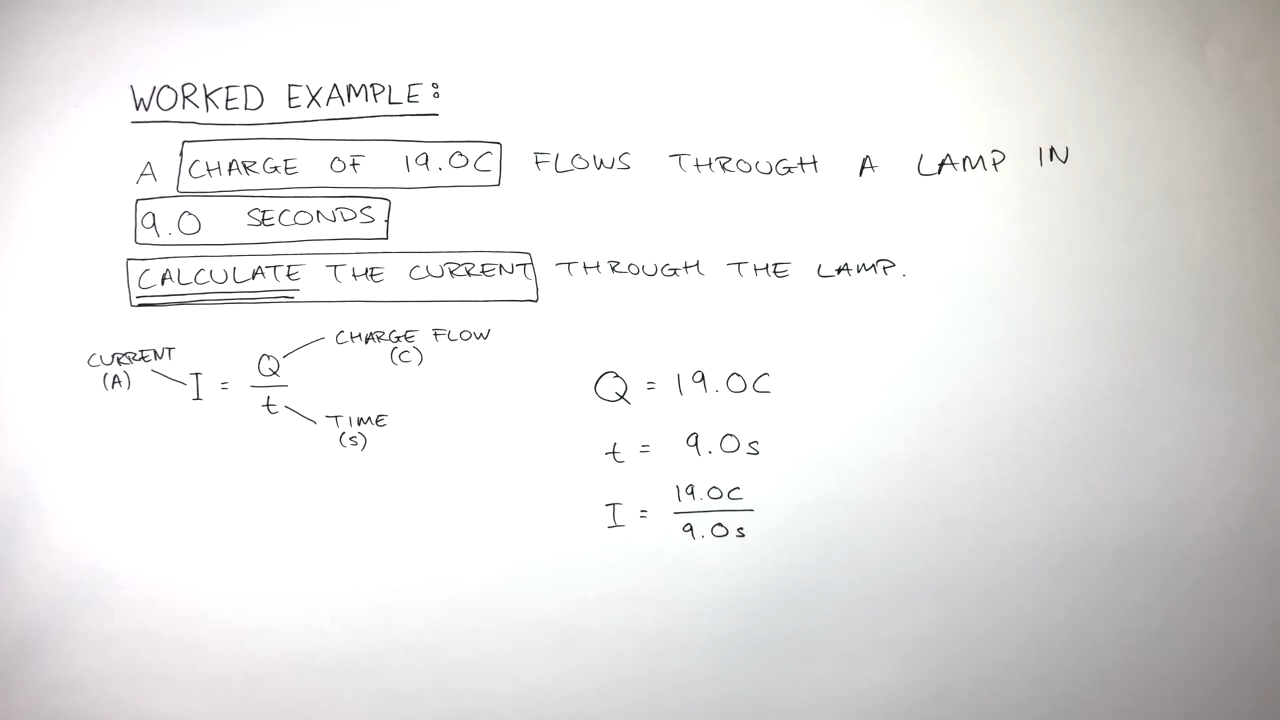 WORKED EXAMPLE:
A CHARGE OF 19.0C FLOWS THROUGH A LAMP IN
9.0 SECONDS.
CALCULATE THE CURRENT THROUGH THE LAMP.
CURRENT
(A)
I = Q/t
CHARGE FLOW
(C)
TIME
(S)
Q = 19.0C
t = 9.0s
I = 19.0C/9.0s